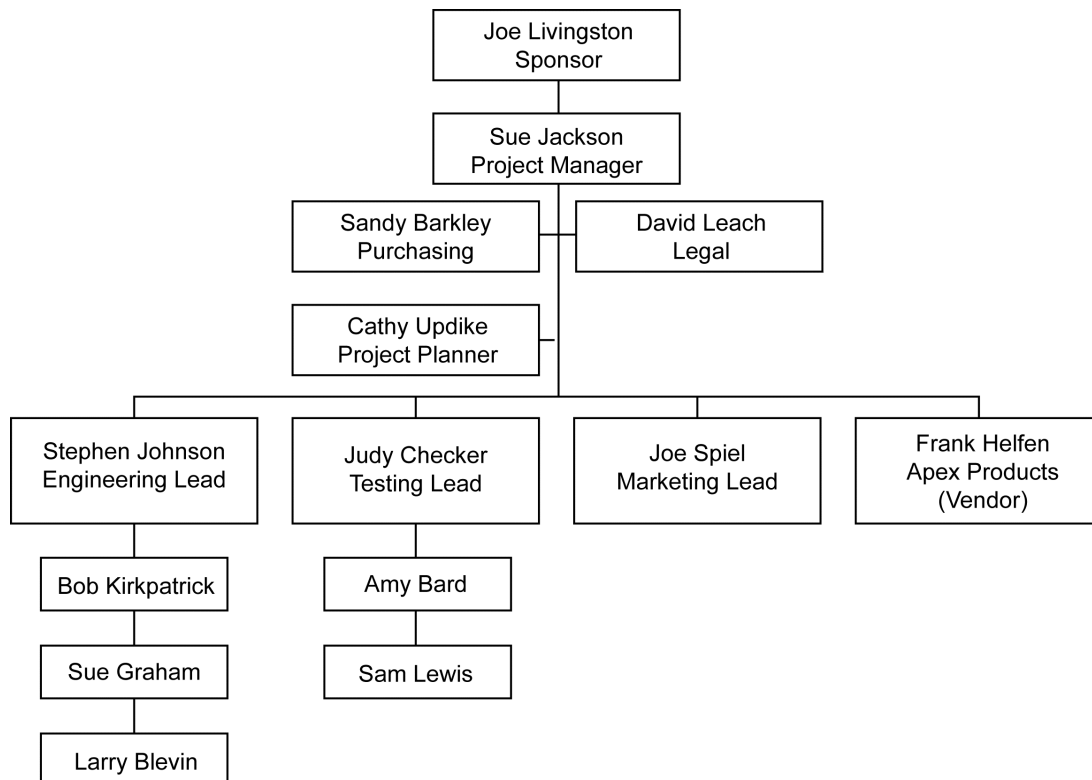 Joe Livingston
Sponsor
Sue Jackson
Project Manager
Sandy Barkley
Purchasing
David Leach
Legal
Cathy Updike
Project Planner
Stephen Johnson
Engineering Lead
Judy Checker
Testing Lead
Joe Spiel
Marketing Lead
Frank Helfen
Apex Products
(Vendor)
Bob Kirkpatrick
Amy Bard
Sue Graham
Sam Lewis
Larry Blevin